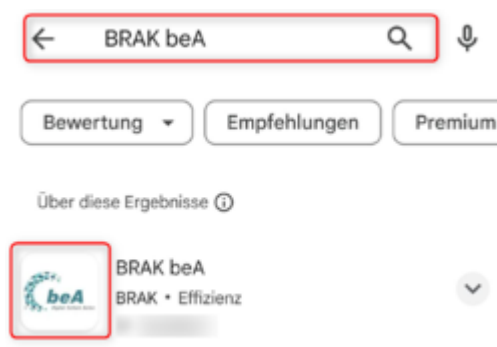 BRAK beA
Bewertung
Empfehlungen
Premium
Über diese Ergebnisse
BRAK beA
beA
BRAK • Effizienz